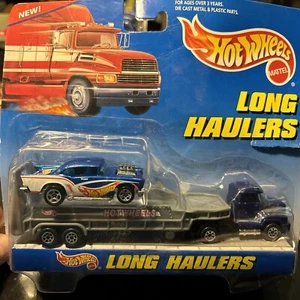 NEW!
FOR AGES OVER 3 YEARS.
DIE CAST METAL & PLASTIC PARTS.
Hot Wheels
MATTEL
LONG
HAULERS
HOT WHEELS
Hot Wheels
LONG HAULERS